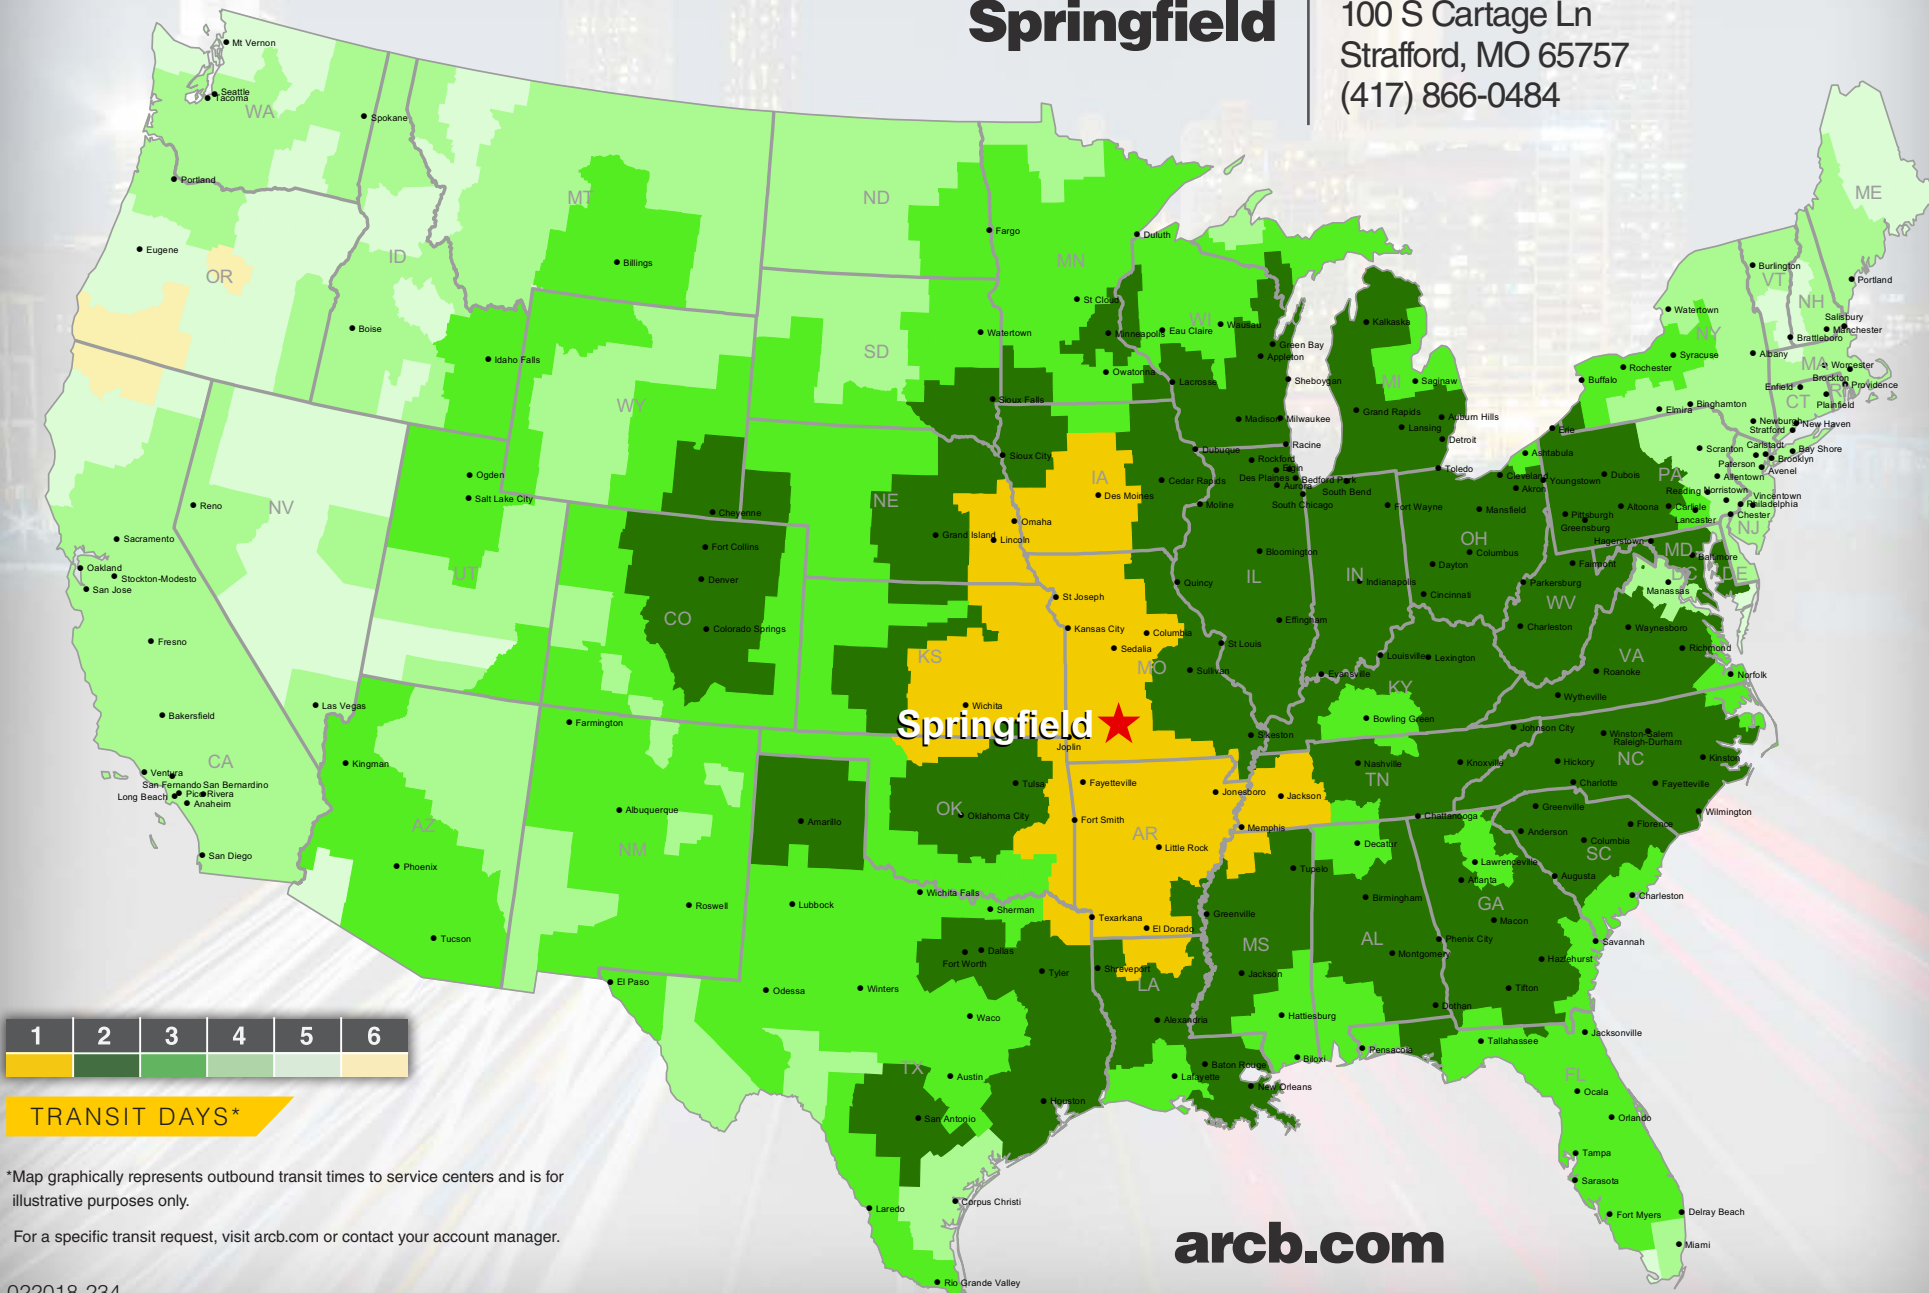 Springfield
100 S Cartage Ln
Strafford, MO 65757
(417) 866-0484
Mt Vernon
Seattle
Tacoma
WA
Spokane
Portland
Eugene
OR
ID
Boise
Idaho Falls
MT
Billings
ND
Fargo
MN
Duluth
St Cloud
Minneapolis
Watertown
Owatonna
SD
Sioux Falls
WY
Cheyenne
WI
Eau Claire
Wausau
Green Bay
Appleton
Lacrosse
Sheboygan
Madison
Milwaukee
Racine
MI
Kalkaska
Saginaw
Grand Rapids
Lansing
Auburn Hills
Detroit
ME
Portland
VT
Burlington
NH
Salisbury
Manchester
Brattleboro
NY
Watertown
Syracuse
Rochester
Buffalo
Albany
Elmira
Binghamton
MA
Worcester
Brockton
Providence
RI
Enfield
CT
Plainfield
Newburgh
Stratford
New Haven
Carlstadt
Bay Shore
Paterson
Brooklyn
Avenel
Scranton
Allentown
PA
Erie
Dubois
Reading
Norristown
Vincentown
Philadelphia
Altoona
Carlisle
Lancaster
Chester
Pittsburgh
Greensburg
NJ
Hagerstown
MD
Baltimore
DC
DE
Manassas
Reno
NV
Las Vegas
Ogden
Salt Lake City
UT
Sacramento
Oakland
Stockton-Modesto
San Jose
Fresno
Bakersfield
CA
Ventura
San Fernando
San Bernardino
Long Beach
Pico Rivera
Anaheim
San Diego
Fort Collins
Denver
CO
Colorado Springs
NE
Grand Island
Lincoln
Omaha
Sioux City
IA
Des Moines
Cedar Rapids
Dubuque
Rockford
Elgin
Des Plaines
Bedford Park
Aurora
South Chicago
South Bend
Moline
Bloomington
Quincy
IL
Effingham
IN
Fort Wayne
Indianapolis
Evansville
Toledo
Ashtabula
Cleveland
Akron
Youngstown
Mansfield
OH
Columbus
Dayton
Cincinnati
Parkersburg
Fairmont
WV
Charleston
Waynesboro
VA
Richmond
Roanoke
Norfolk
Wytheville
KS
Wichita
St Joseph
Kansas City
Columbia
Sedalia
MO
St Louis
Sullivan
Springfield
Joplin
Sikeston
Louisville
Lexington
KY
Bowling Green
Johnson City
Winston-Salem
Raleigh-Durham
NC
Kinston
Hickory
Charlotte
Fayetteville
Wilmington
Nashville
TN
Knoxville
Jackson
Memphis
Chattanooga
Kingman
AZ
Phoenix
Tucson
Farmington
Albuquerque
NM
Roswell
Amarillo
Lubbock
OK
Tulsa
Oklahoma City
Fayetteville
Fort Smith
AR
Jonesboro
Little Rock
Texarkana
El Dorado
Wichita Falls
Sherman
Dallas
Fort Worth
Tyler
El Paso
Odessa
Winters
Waco
TX
Austin
San Antonio
Houston
Laredo
Corpus Christi
Rio Grande Valley
Shreveport
LA
Alexandria
Lafayette
Baton Rouge
New Orleans
Tupelo
Greenville
MS
Jackson
Hattiesburg
Biloxi
Decatur
Birmingham
AL
Montgomery
Dothan
Phenix City
Lawrenceville
Atlanta
GA
Macon
Hazlehurst
Tifton
Savannah
Greenville
Anderson
Florence
Columbia
SC
Augusta
Charleston
Pensacola
Tallahassee
Jacksonville
FL
Ocala
Orlando
Tampa
Sarasota
Fort Myers
Delray Beach
Miami
1 2 3 4 5 6
TRANSIT DAYS*
*Map graphically represents outbound transit times to service centers and is for
illustrative purposes only.
For a specific transit request, visit arcb.com or contact your account manager.
022018-234
arcb.com